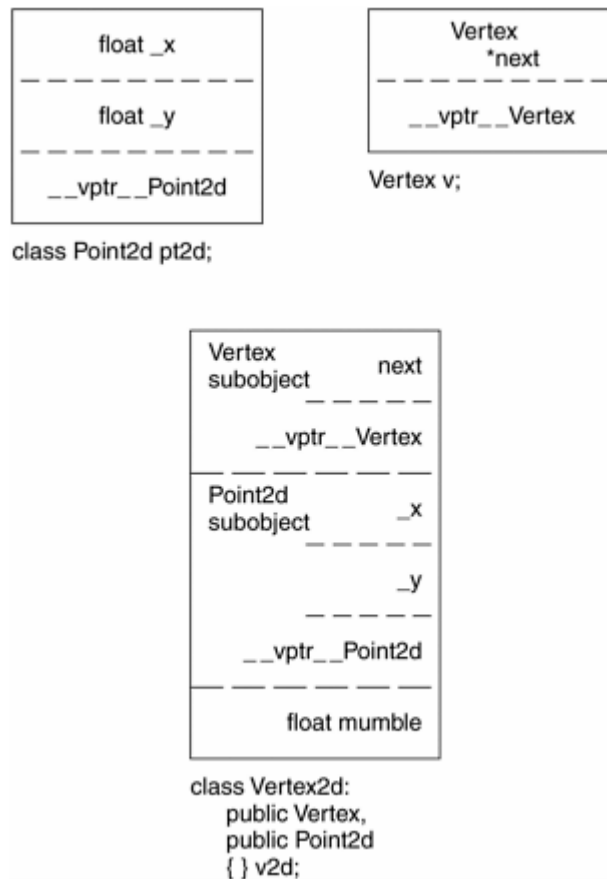 float _x
float _y
__vptr__Point2d
class Point2d pt2d;
Vertex
*next
__vptr__Vertex
Vertex v;
Vertex
subobject next
__vptr__Vertex
Point2d
subobject _x
_y
__vptr__Point2d
float mumble
class Vertex2d:
public Vertex,
public Point2d
{ } v2d;